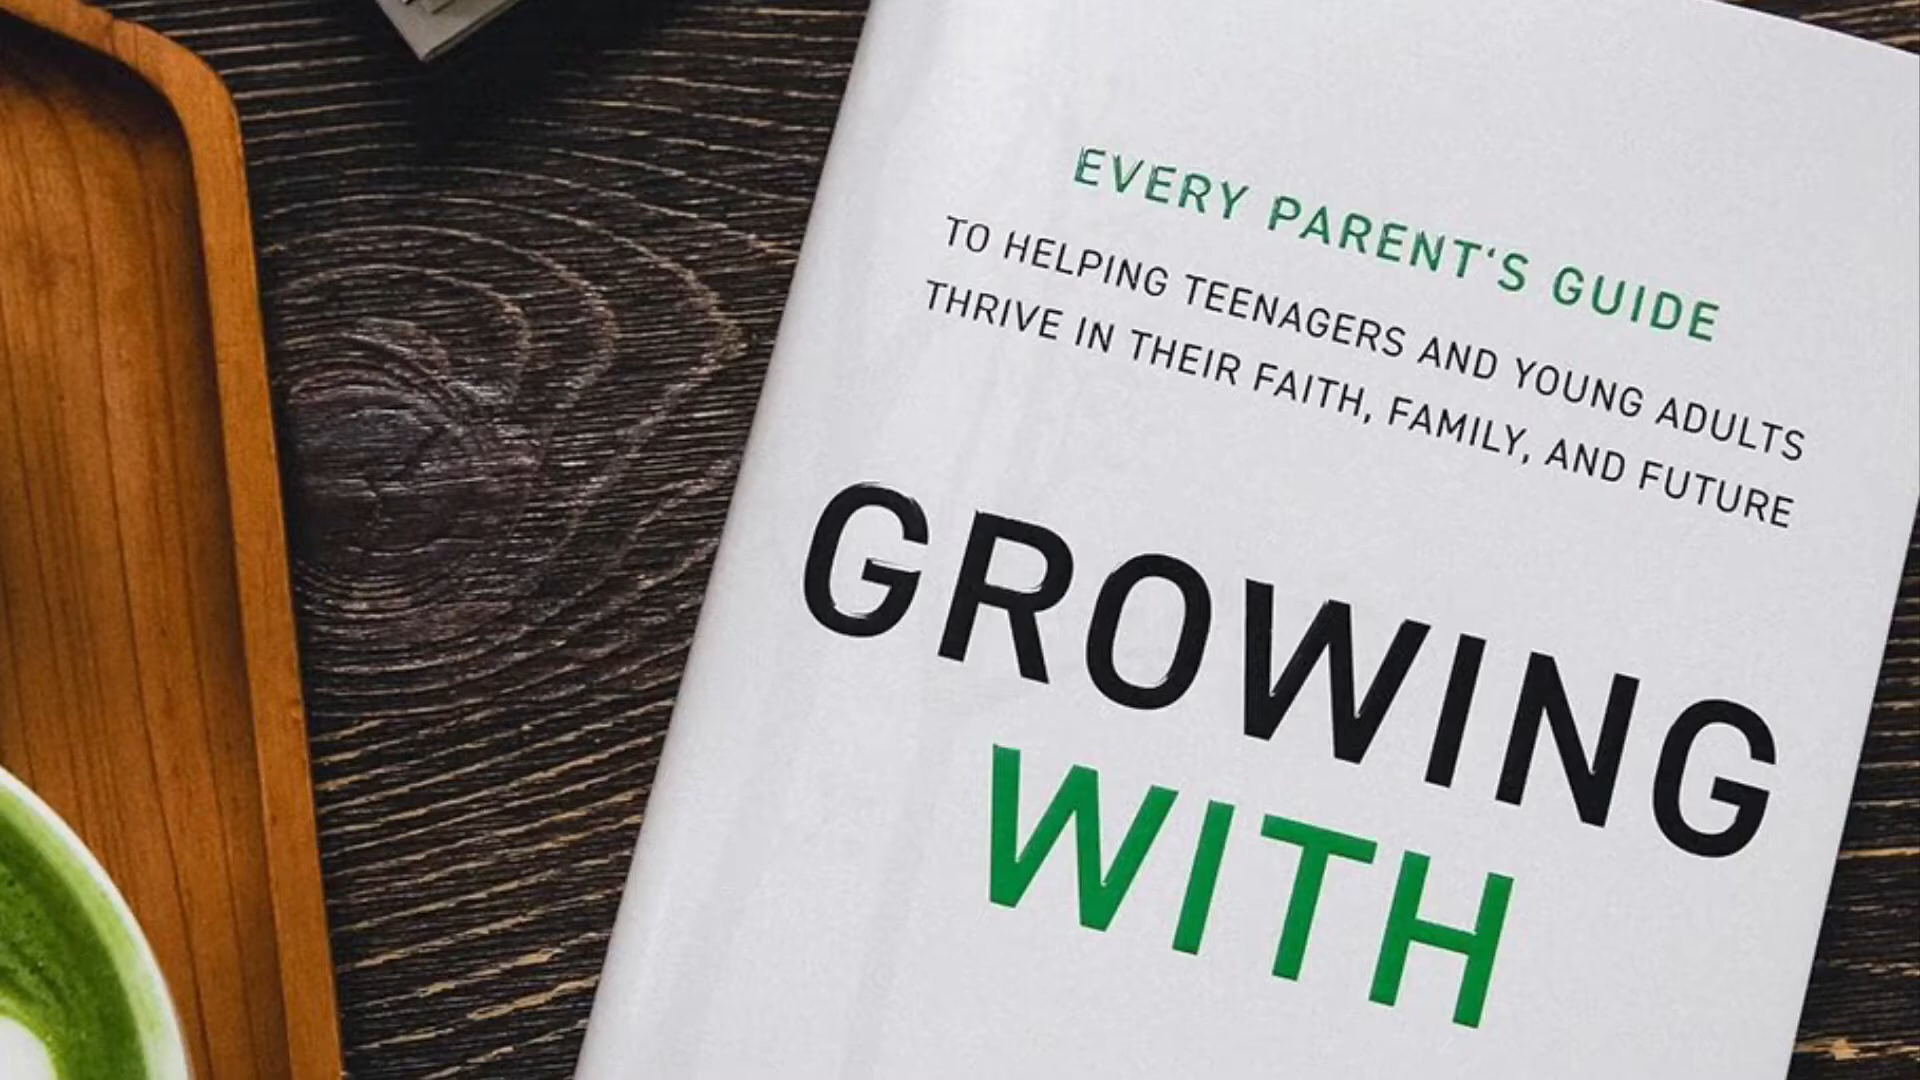 EVERY PARENT‘S GUIDE
TO HELPING TEENAGERS AND YOUNG ADULTS
THRIVE IN THEIR FAITH, FAMILY, AND FUTURE
GROWING
WITH